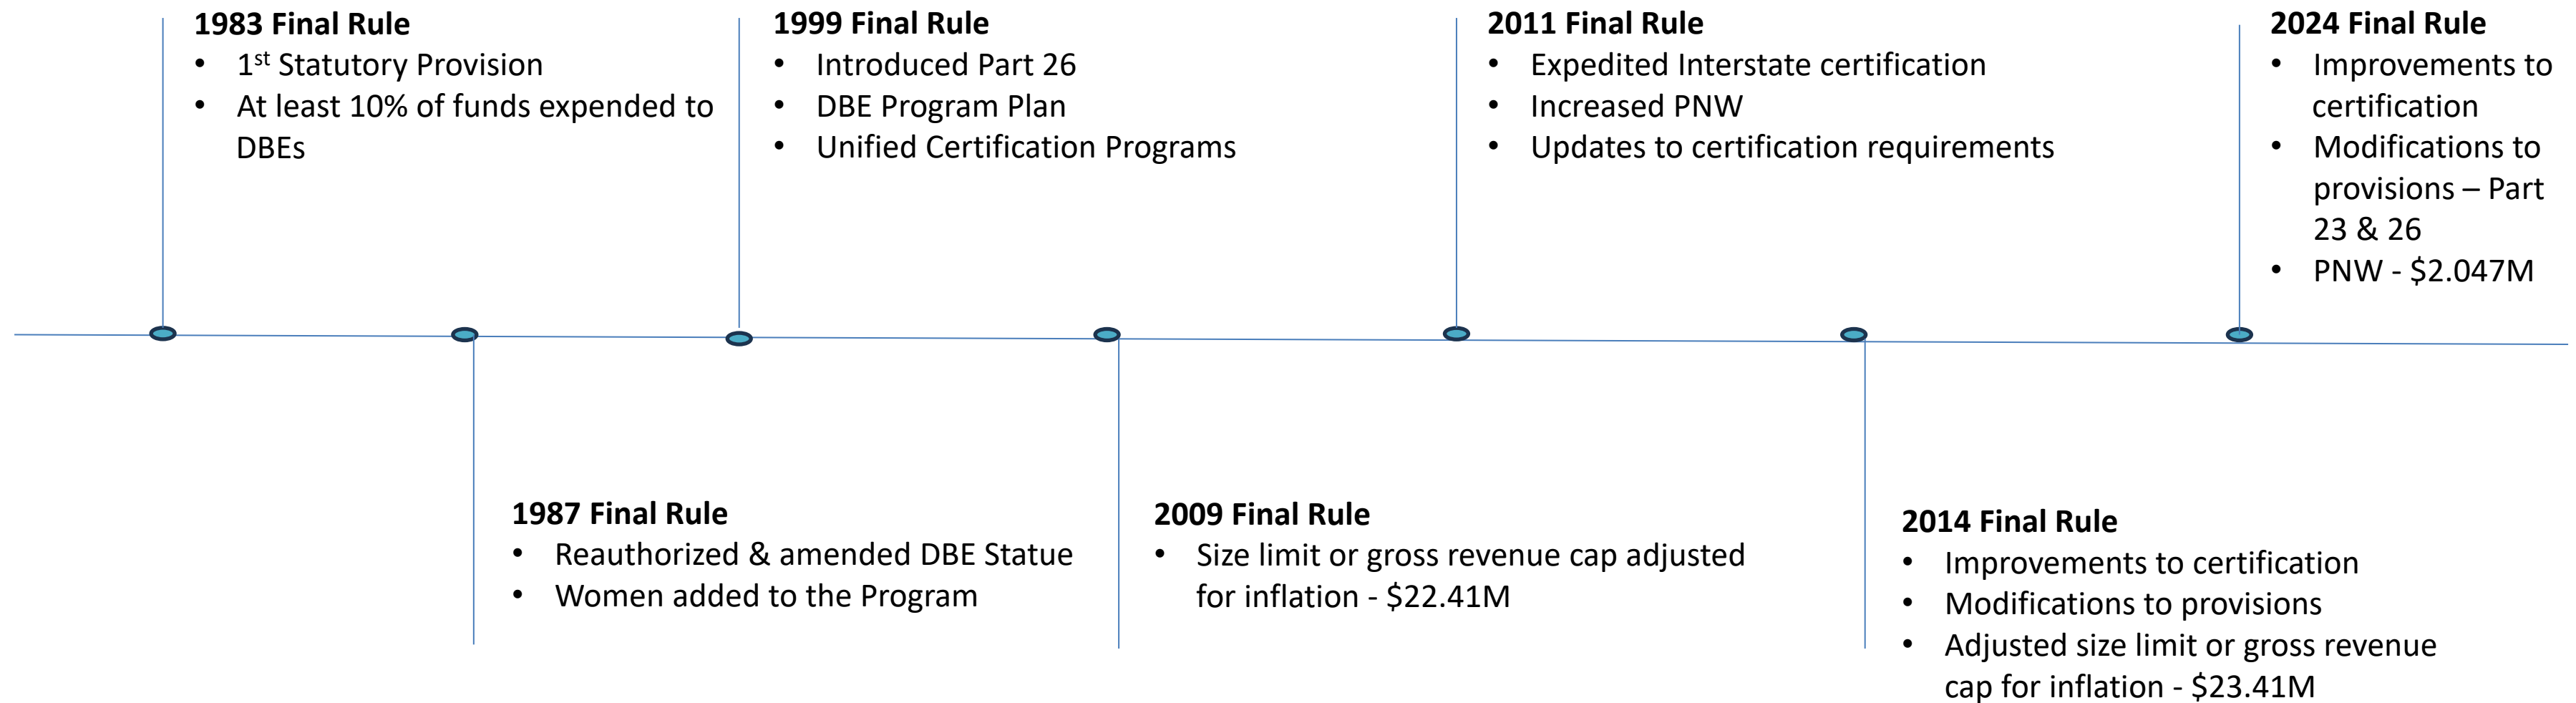 1983 Final Rule
• 1st Statutory Provision
• At least 10% of funds expended to
DBEs
1999 Final Rule
• Introduced Part 26
• DBE Program Plan
• Unified Certification Programs
2011 Final Rule
• Expedited Interstate certification
• Increased PNW
• Updates to certification requirements
2024 Final Rule
• Improvements to
certification
• Modifications to
provisions – Part
23 & 26
• PNW - $2.047M
1987 Final Rule
• Reauthorized & amended DBE Statue
• Women added to the Program
2009 Final Rule
• Size limit or gross revenue cap adjusted
for inflation - $22.41M
2014 Final Rule
• Improvements to certification
• Modifications to provisions
• Adjusted size limit or gross revenue
cap for inflation - $23.41M